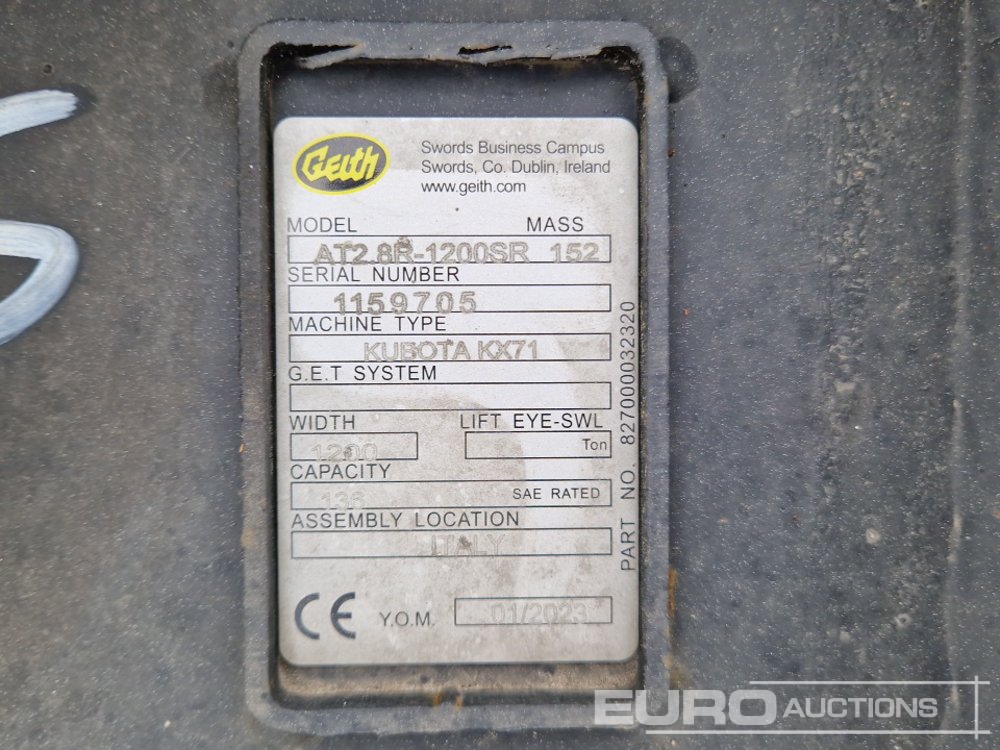 Geith
Swords Business Campus
Swords, Co. Dublin, Ireland
www.geith.com
MODEL MASS
AT2.8R-1200SR 152
SERIAL NUMBER
1159705
MACHINE TYPE
KUBOTA KX71
G.E.T SYSTEM
WIDTH LIFT EYE-SWL
1200 Ton
CAPACITY
136 SAE RATED
ASSEMBLY LOCATION
ITALY
CE Y.O.M. 01/2023
PART NO. 827000032320
EURO AUCTIONS